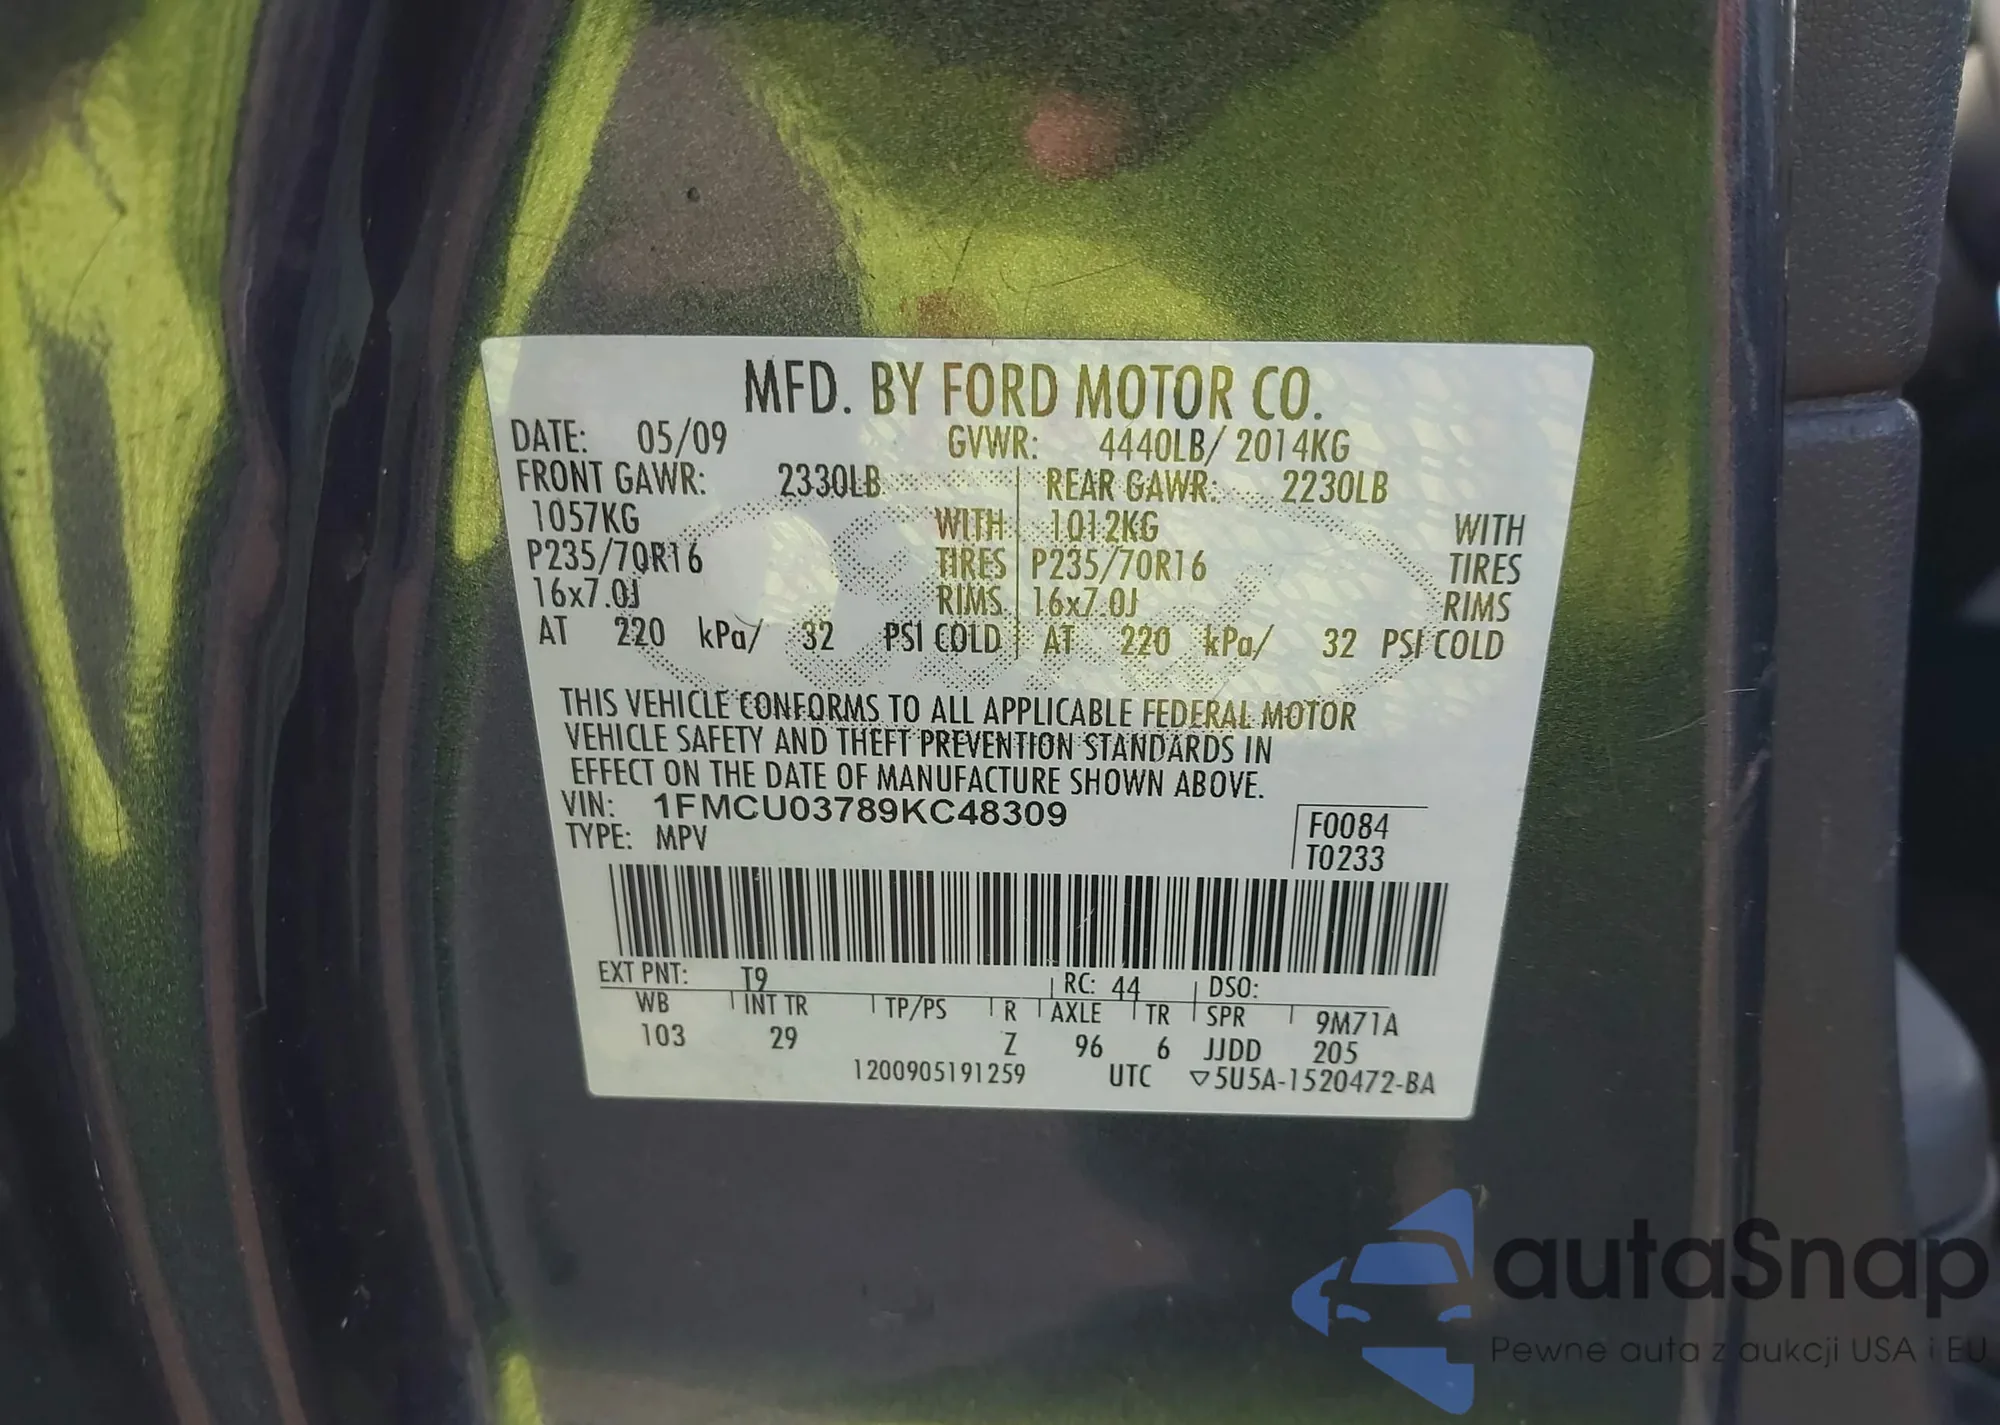 MFD. BY FORD MOTOR CO.
DATE: 05/09 GVWR: 4440LB/ 2014KG
FRONT GAWR: 2330LB REAR GAWR: 2230LB
1057KG WITH 1012KG WITH
P235/70R16 TIRES P235/70R16 TIRES
16x7.0J RIMS 16x7.0J RIMS
AT 220 kPa/ 32 PSI COLD AT 220 kPa/ 32 PSI COLD
THIS VEHICLE CONFORMS TO ALL APPLICABLE FEDERAL MOTOR
VEHICLE SAFETY AND THEFT PREVENTION STANDARDS IN
EFFECT ON THE DATE OF MANUFACTURE SHOWN ABOVE.
VIN: 1FMCU03789KC48309
TYPE: MPV
F0084
T0233
EXT PNT: T9 RC: 44 DSO:
WB INT TR TP/PS R AXLE TR SPR 9M71A
103 29 Z 96 6 JJDD 205
1200905191259 UTC ▽5U5A-1520472-BA
autaSnap
Pewne auta z aukcji USA i EU